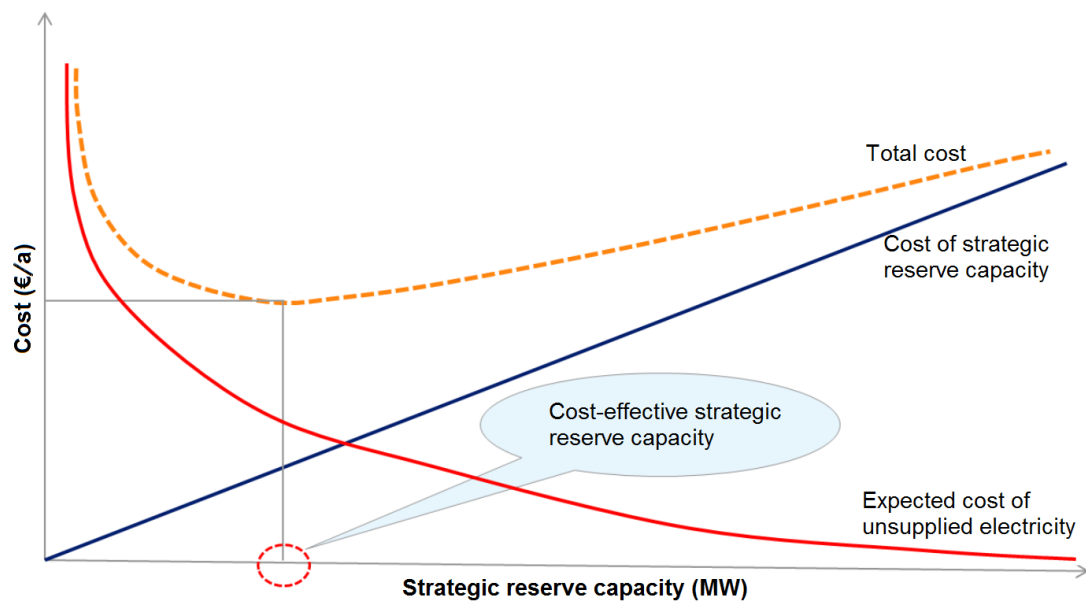 Total cost
Cost of strategic
reserve capacity
Cost (€/a)
Cost-effective strategic
reserve capacity
Expected cost of
unsupplied electricity
Strategic reserve capacity (MW)